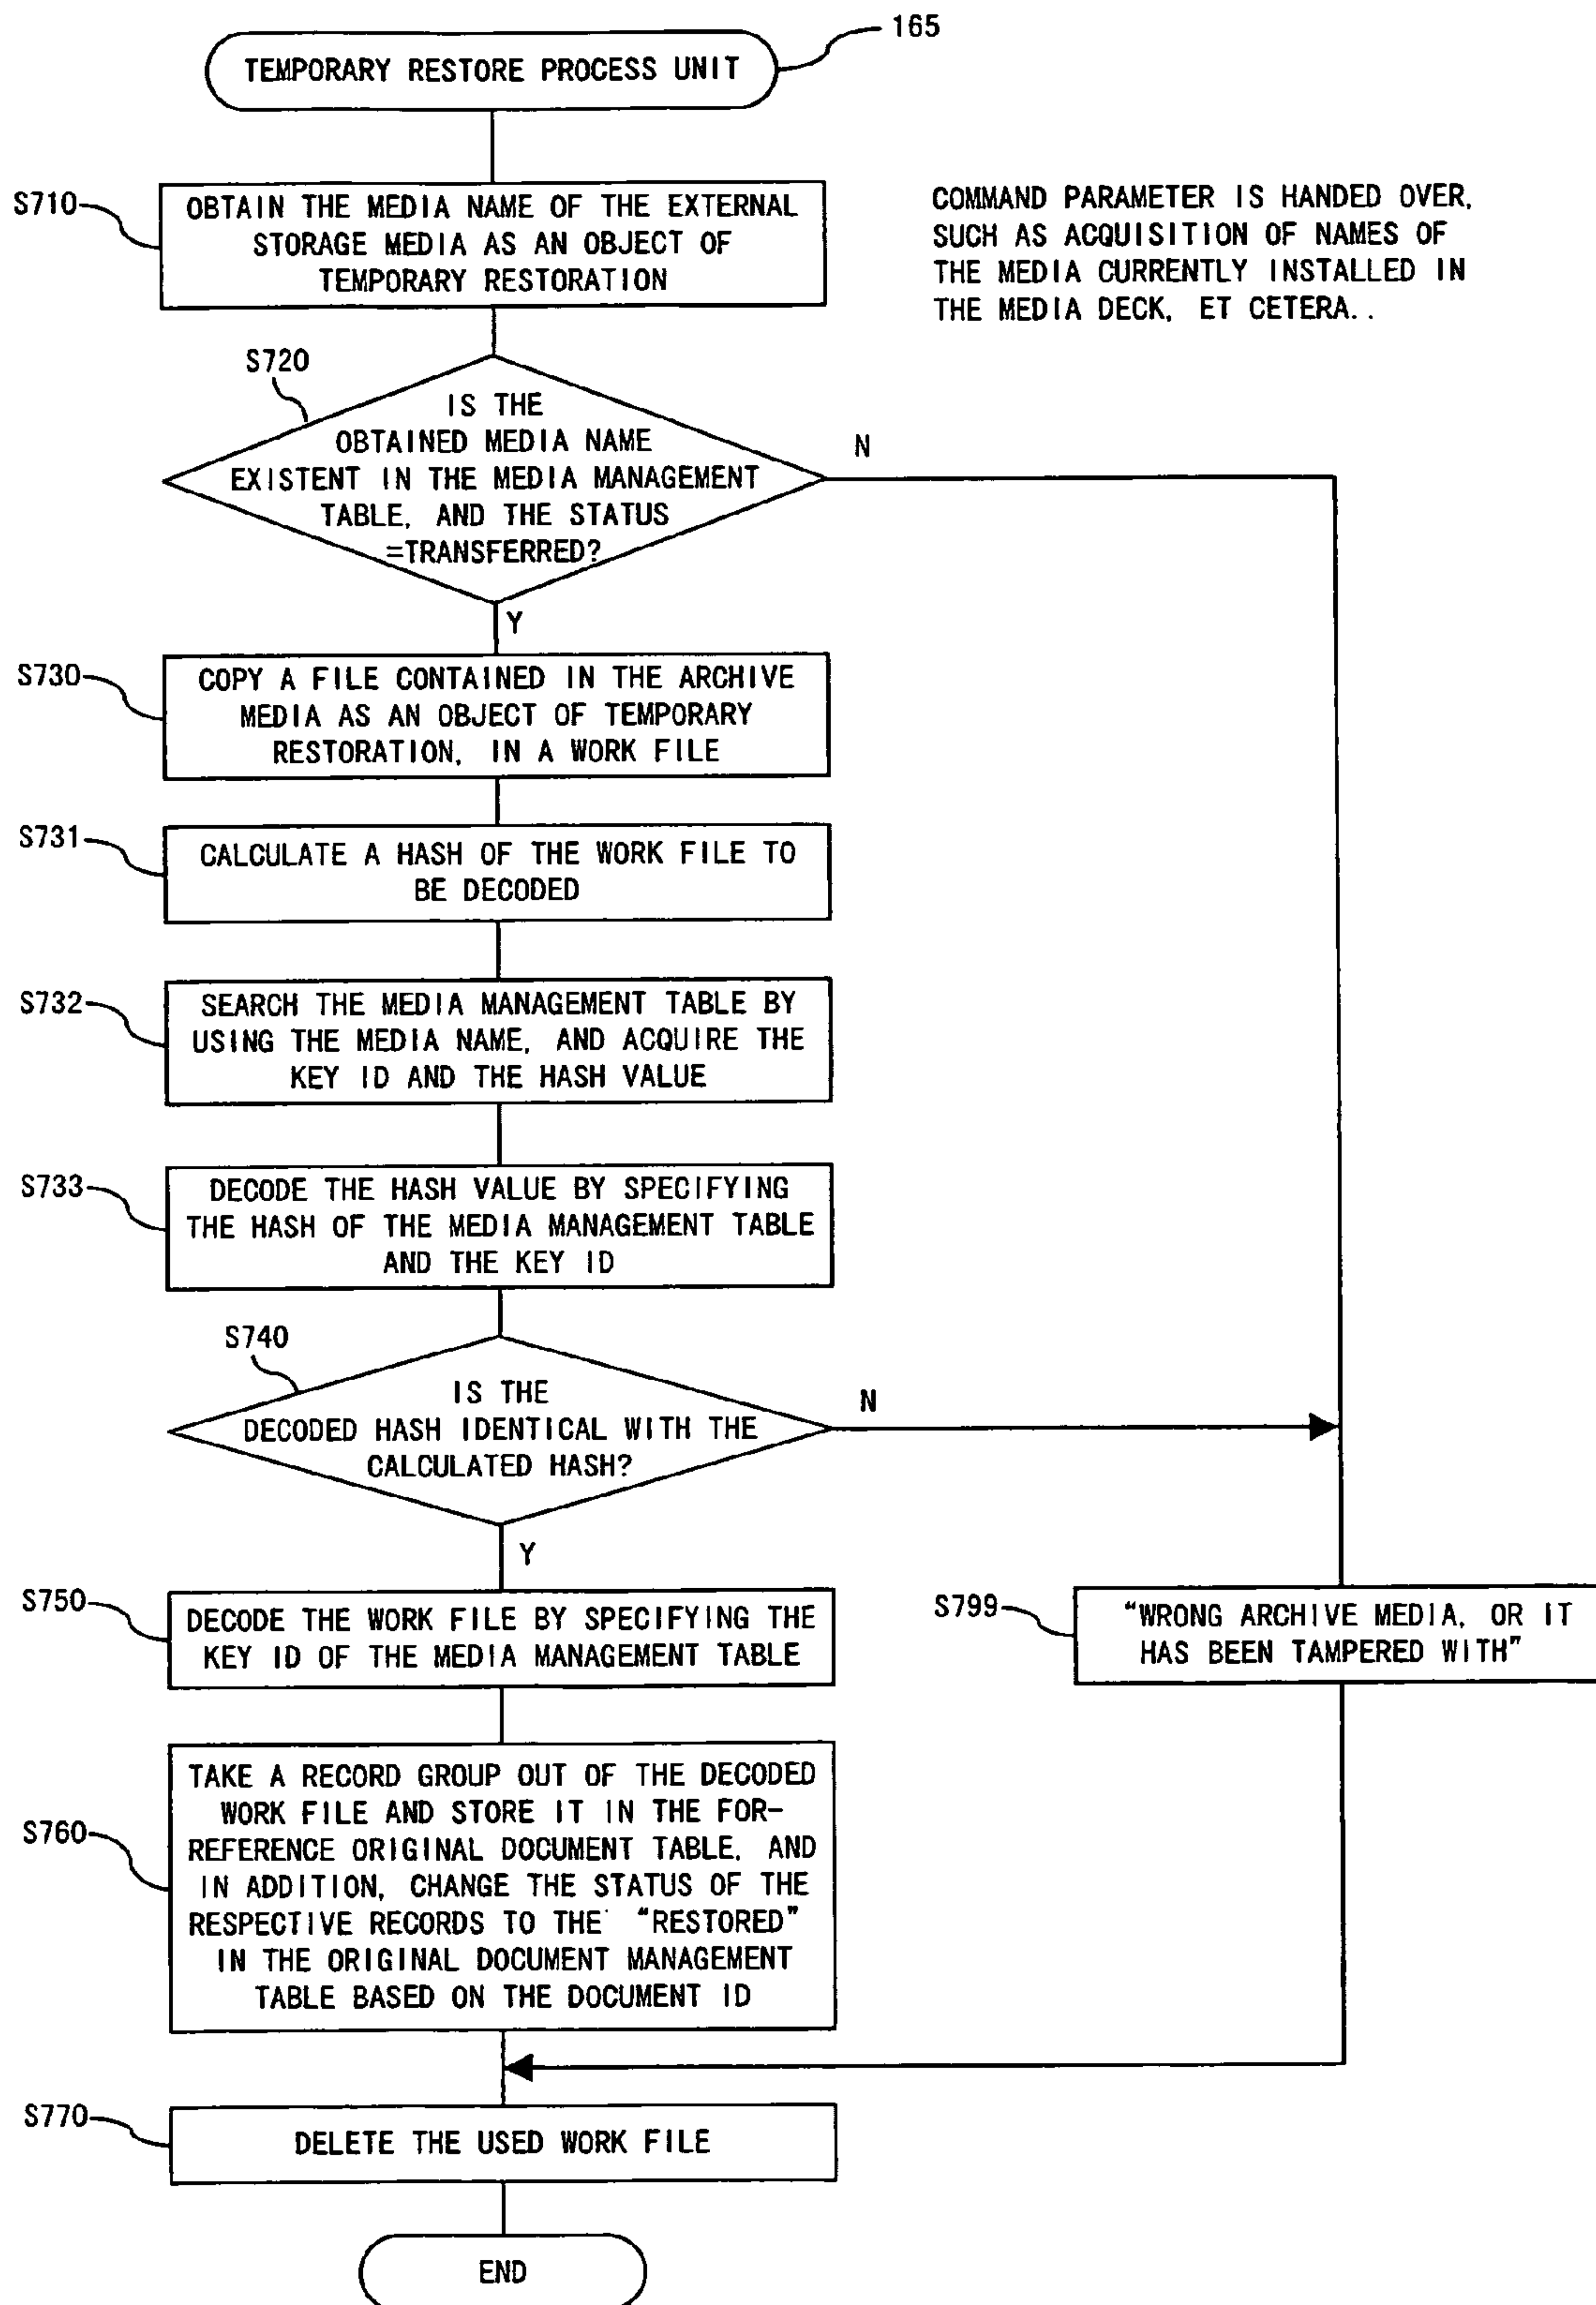 165
TEMPORARY RESTORE PROCESS UNIT
S710
OBTAIN THE MEDIA NAME OF THE EXTERNAL
STORAGE MEDIA AS AN OBJECT OF
TEMPORARY RESTORATION
COMMAND PARAMETER IS HANDED OVER,
SUCH AS ACQUISITION OF NAMES OF
THE MEDIA CURRENTLY INSTALLED IN
THE MEDIA DECK, ET CETERA..
S720
IS THE
OBTAINED MEDIA NAME
EXISTENT IN THE MEDIA MANAGEMENT
TABLE, AND THE STATUS
=TRANSFERRED?
N
Y
S730
COPY A FILE CONTAINED IN THE ARCHIVE
MEDIA AS AN OBJECT OF TEMPORARY
RESTORATION, IN A WORK FILE
S731
CALCULATE A HASH OF THE WORK FILE TO
BE DECODED
S732
SEARCH THE MEDIA MANAGEMENT TABLE BY
USING THE MEDIA NAME, AND ACQUIRE THE
KEY ID AND THE HASH VALUE
S733
DECODE THE HASH VALUE BY SPECIFYING
THE HASH OF THE MEDIA MANAGEMENT TABLE
AND THE KEY ID
S740
IS THE
DECODED HASH IDENTICAL WITH THE
CALCULATED HASH?
N
Y
S750
DECODE THE WORK FILE BY SPECIFYING THE
KEY ID OF THE MEDIA MANAGEMENT TABLE
S799
“WRONG ARCHIVE MEDIA, OR IT
HAS BEEN TAMPERED WITH”
S760
TAKE A RECORD GROUP OUT OF THE DECODED
WORK FILE AND STORE IT IN THE FOR-
REFERENCE ORIGINAL DOCUMENT TABLE, AND
IN ADDITION, CHANGE THE STATUS OF THE
RESPECTIVE RECORDS TO THE “RESTORED”
IN THE ORIGINAL DOCUMENT MANAGEMENT
TABLE BASED ON THE DOCUMENT ID
S770
DELETE THE USED WORK FILE
END